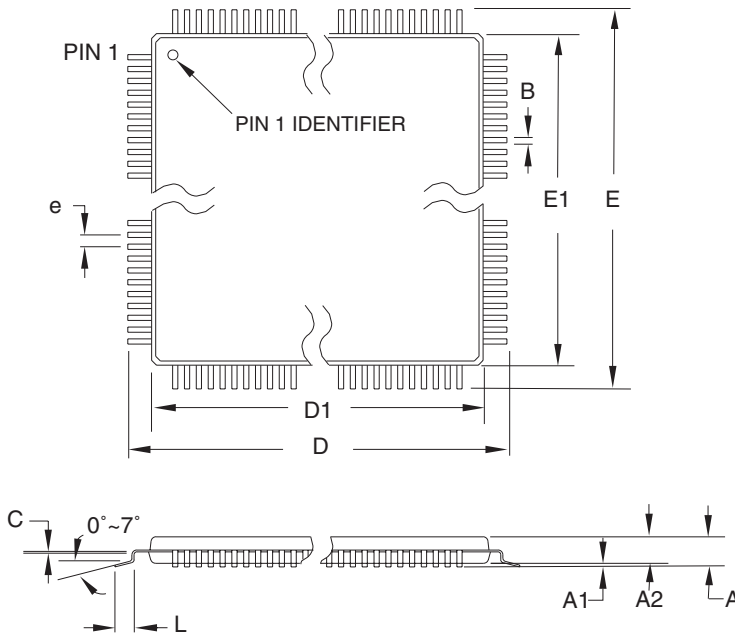 PIN 1
B
PIN 1 IDENTIFIER
e
E1
E
D1
D
C
0°~7°
A1
A2
A
L